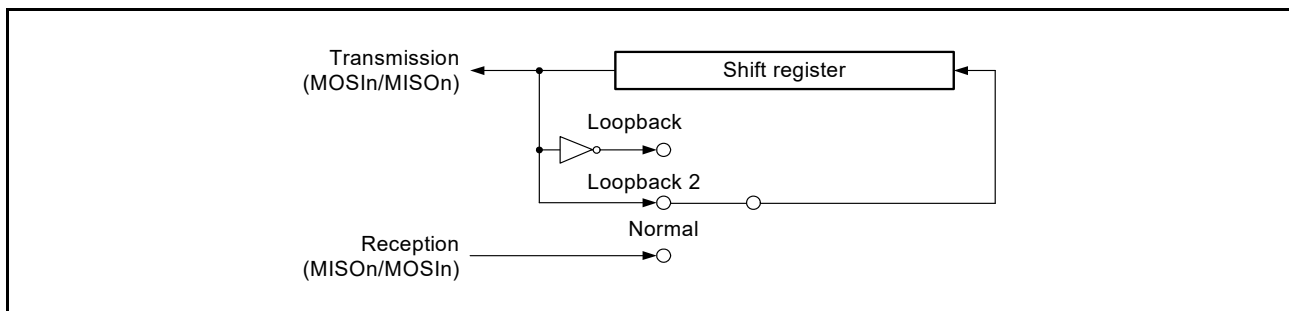 Transmission
(MOSIn/MISOn)
Shift register
Loopback
Loopback 2
Normal
Reception
(MISOn/MOSIn)